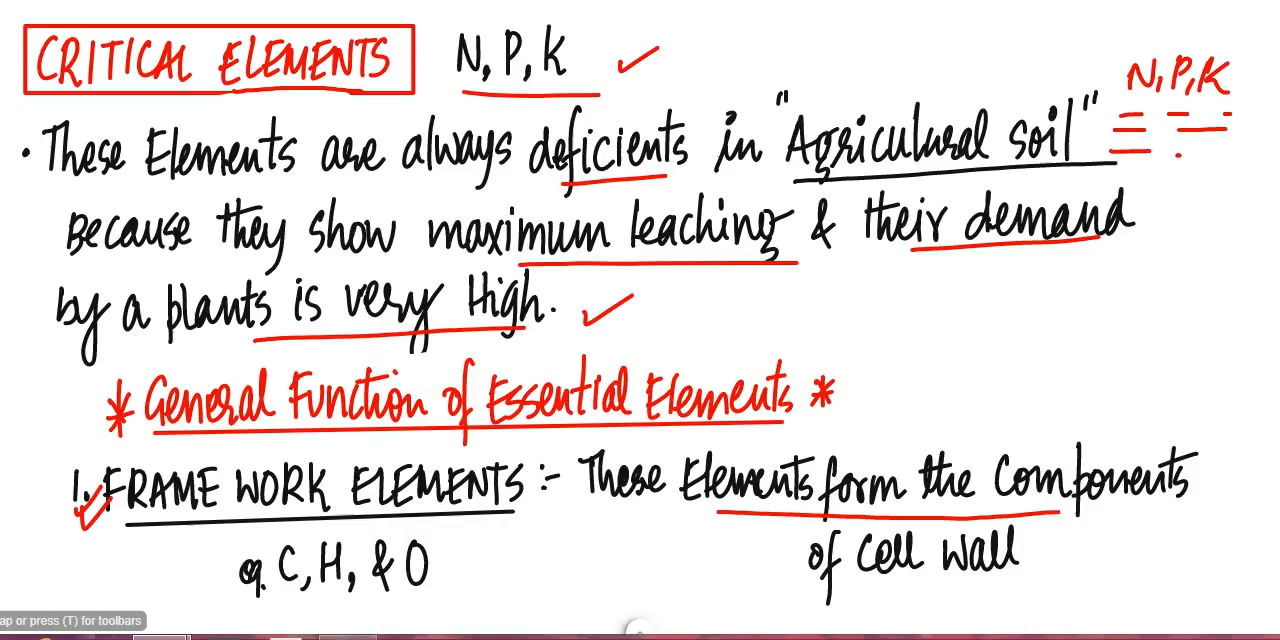 CRITICAL ELEMENTS N, P, K
N, P, K
• These Elements are always deficients in "Agricultural soil"
Because they show maximum leaching & their demand
by a plants is very High.
* General Function of Essential Elements *
1. FRAME WORK ELEMENTS :- These Elements form the Components
of Cell Wall
eg. C, H, & O
ap or press (T) for toolbars